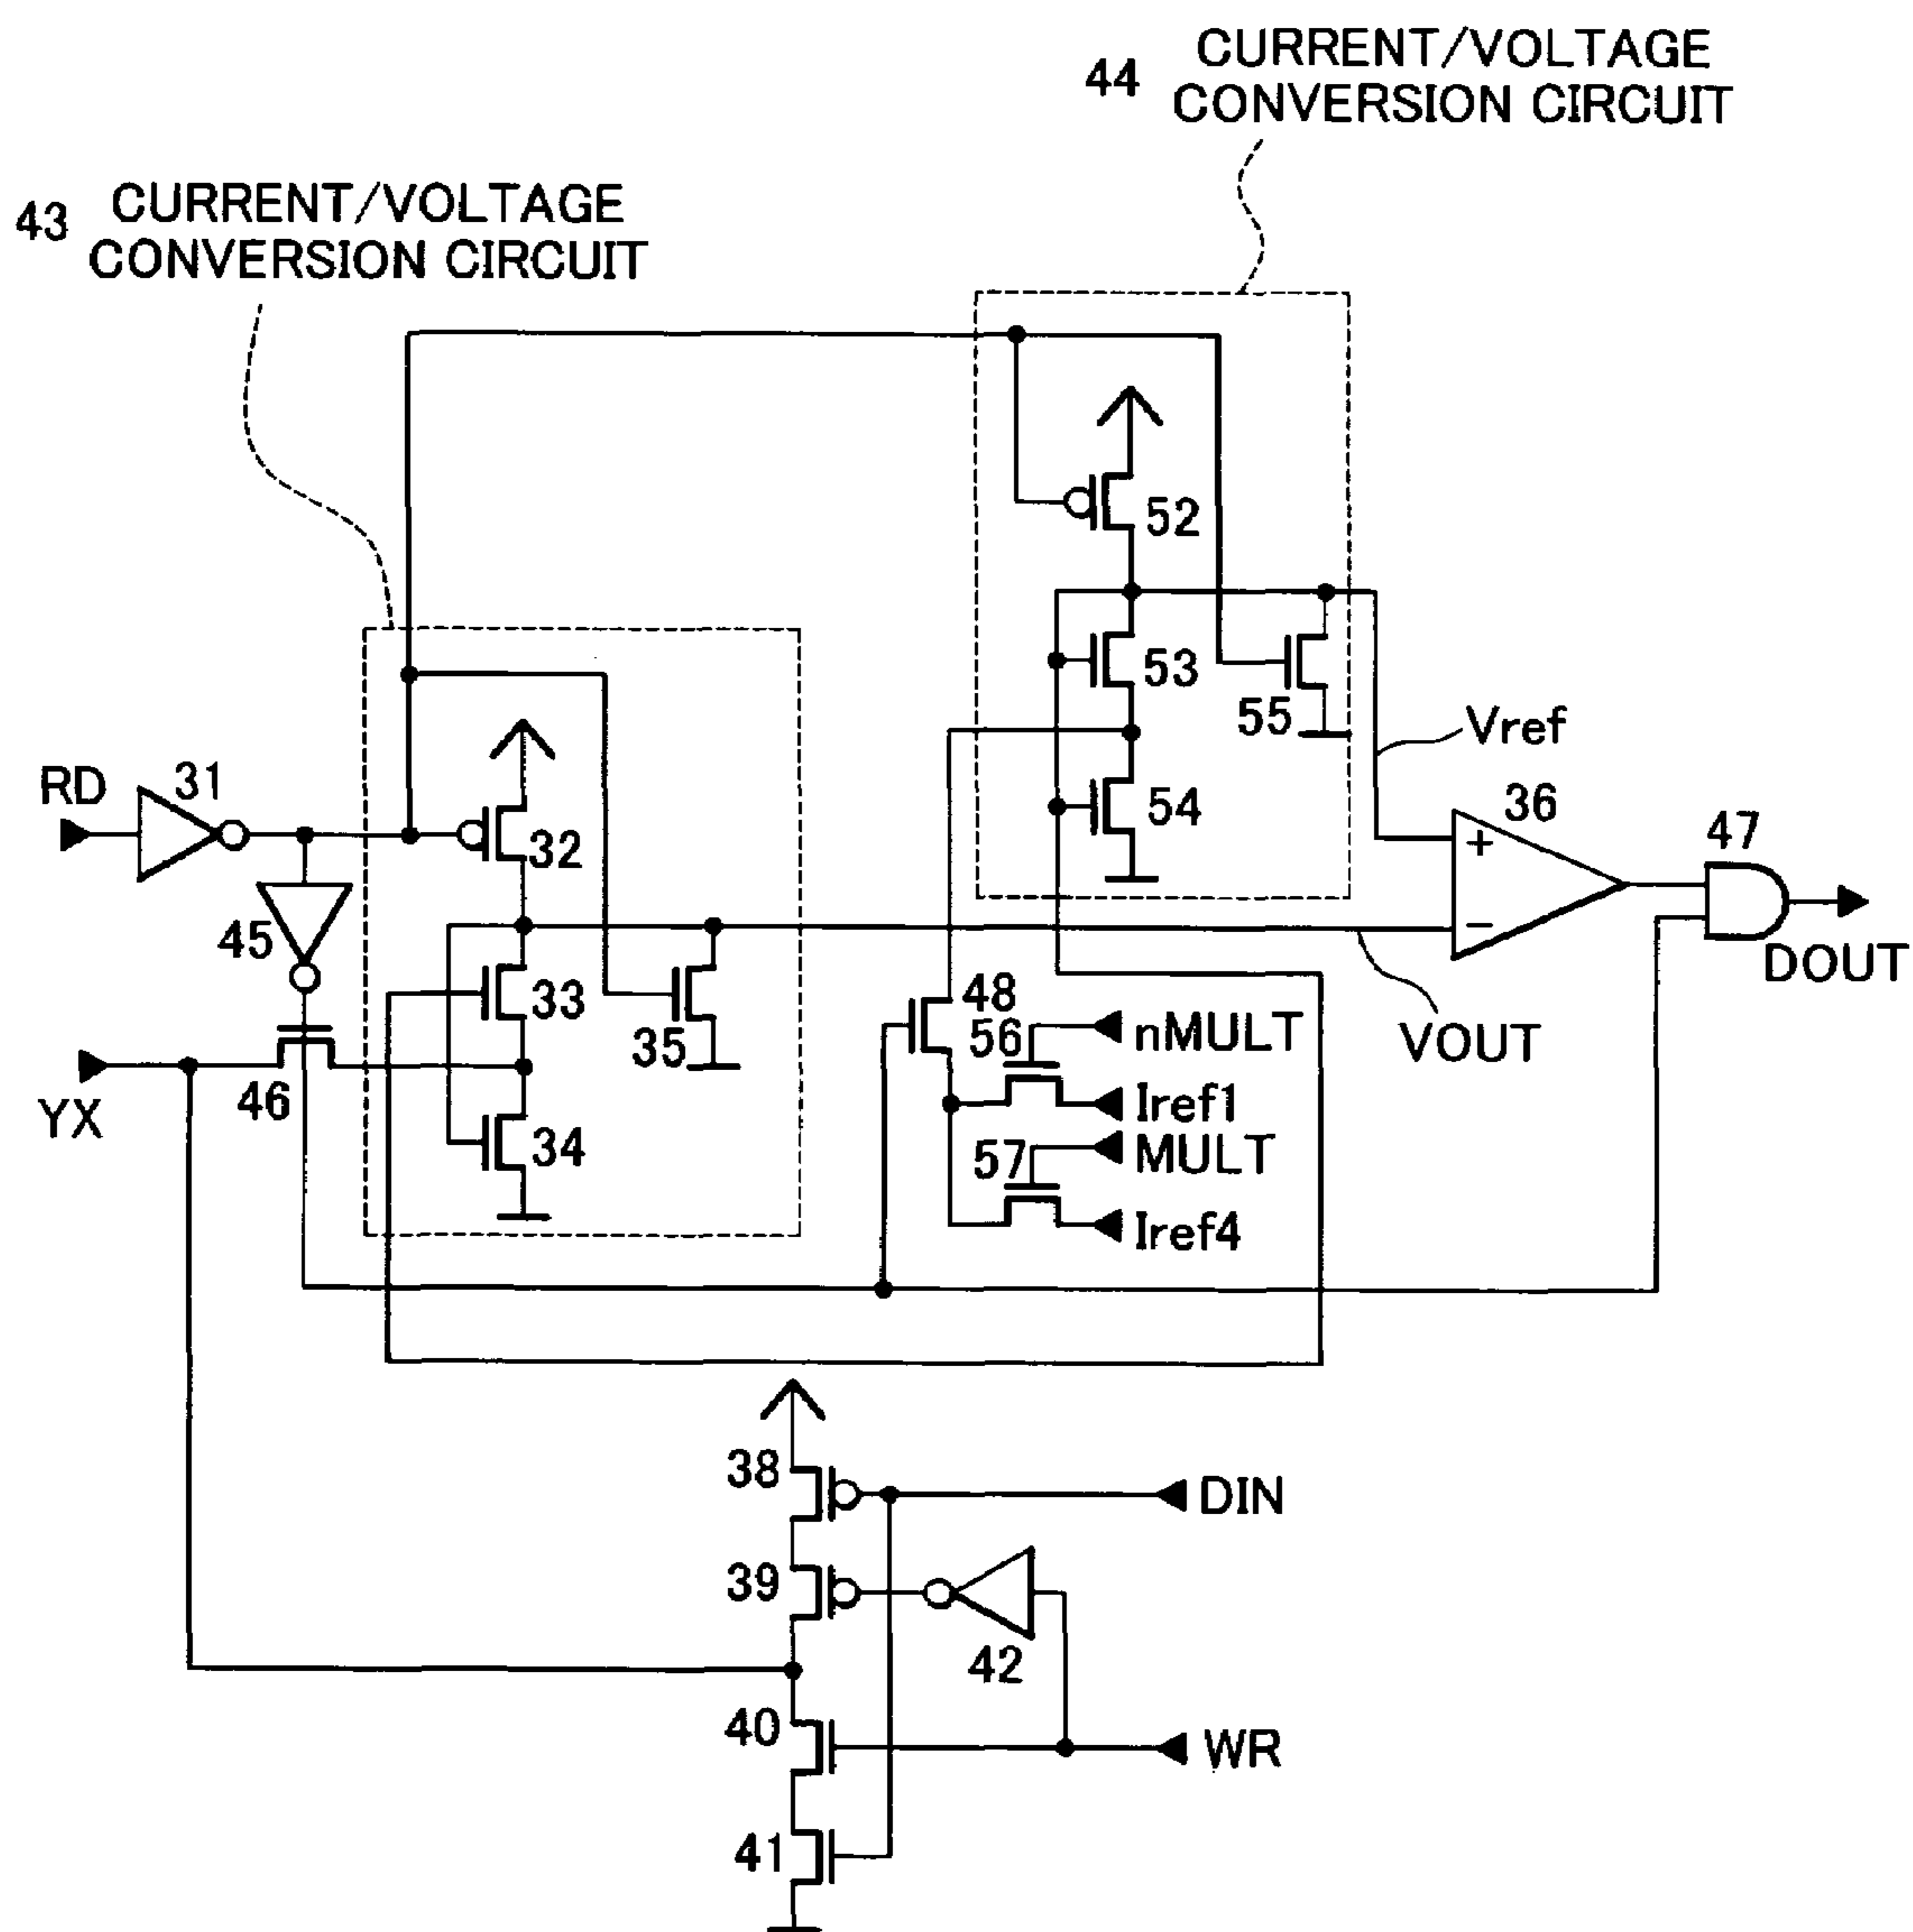 CURRENT/VOLTAGE
44
CONVERSION CIRCUIT
CURRENT/VOLTAGE
43
CONVERSION CIRCUIT
52
53
55
Vref
RD
31
54
36
47
32
+
45
−
DOUT
33
48
35
56
nMULT
VOUT
46
Iref1
YX
34
57
MULT
Iref4
38
DIN
39
42
40
WR
41